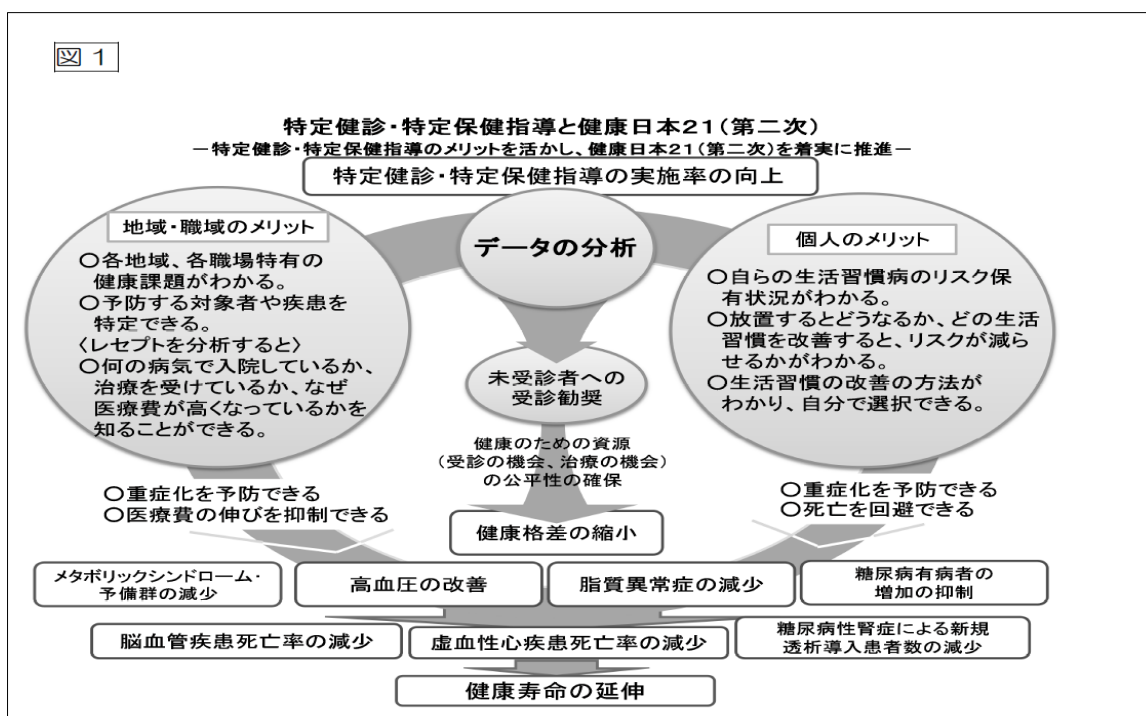 図１
特定健診・特定保健指導と健康日本２１（第二次）
－特定健診・特定保健指導のメリットを活かし、健康日本２１（第二次）を着実に推進－
特定健診・特定保健指導の実施率の向上
地域・職域のメリット
○各地域、各職場特有の
健康課題がわかる。
○予防する対象者や疾患を
特定できる。
〈レセプトを分析すると〉
○何の病気で入院しているか、
治療を受けているか、なぜ
医療費が高くなっているかを
知ることができる。
○重症化を予防できる
○医療費の伸びを抑制できる
データの分析
未受診者への
受診勧奨
健康のための資源
（受診の機会、治療の機会）
の公平性の確保
健康格差の縮小
個人のメリット
○自らの生活習慣病のリスク保
有状況がわかる。
○放置するとどうなるか、どの生活
習慣を改善すると、リスクが減ら
せるかがわかる。
○生活習慣の改善の方法が
わかり、自分で選択できる。
○重症化を予防できる
○死亡を回避できる
メタボリックシンドローム・
予備群の減少
高血圧の改善
脂質異常症の減少
糖尿病有病者の
増加の抑制
脳血管疾患死亡率の減少
虚血性心疾患死亡率の減少
糖尿病性腎症による新規
透析導入患者数の減少
健康寿命の延伸